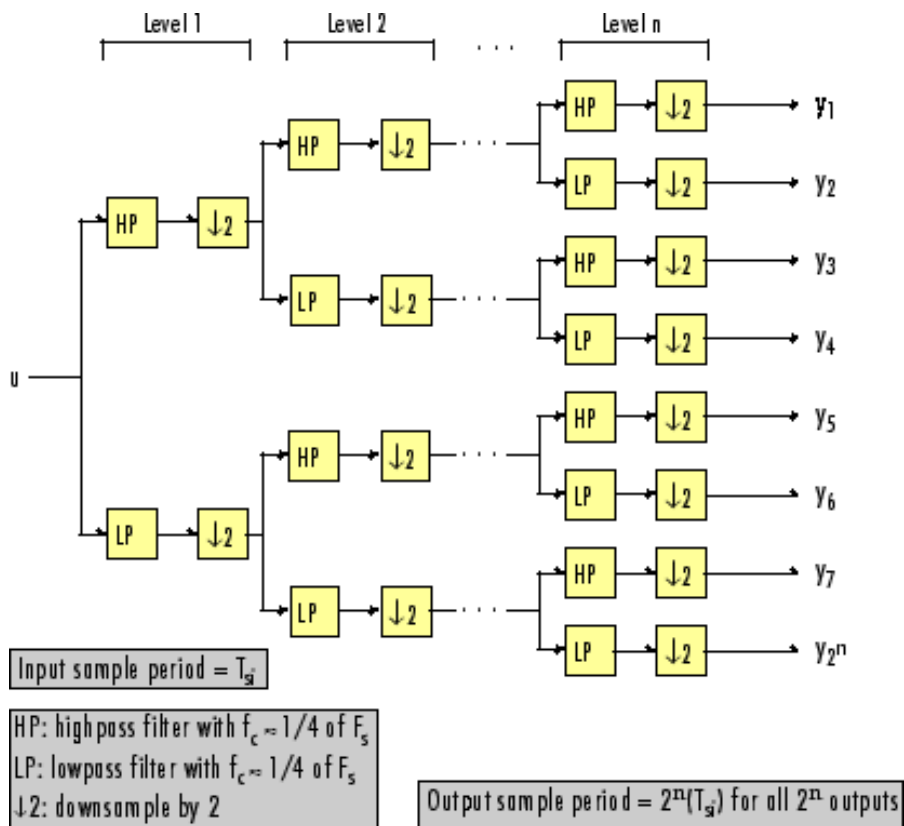 Level 1 Level 2 . . . Level n
HP ↓2 y₁
HP ↓2 . . .
LP ↓2 y₂
HP ↓2
HP ↓2 y₃
LP ↓2 . . .
LP ↓2 y₄
u
HP ↓2 y₅
HP ↓2 . . .
LP ↓2 y₆
LP ↓2
HP ↓2 y₇
LP ↓2 . . .
LP ↓2 y₂ⁿ
Input sample period = Tₛᵢ
HP: highpass filter with f_c ≈ 1/4 of Fₛ
LP: lowpass filter with f_c ≈ 1/4 of Fₛ
↓2: downsample by 2
Output sample period = 2ⁿ(Tₛᵢ) for all 2ⁿ outputs